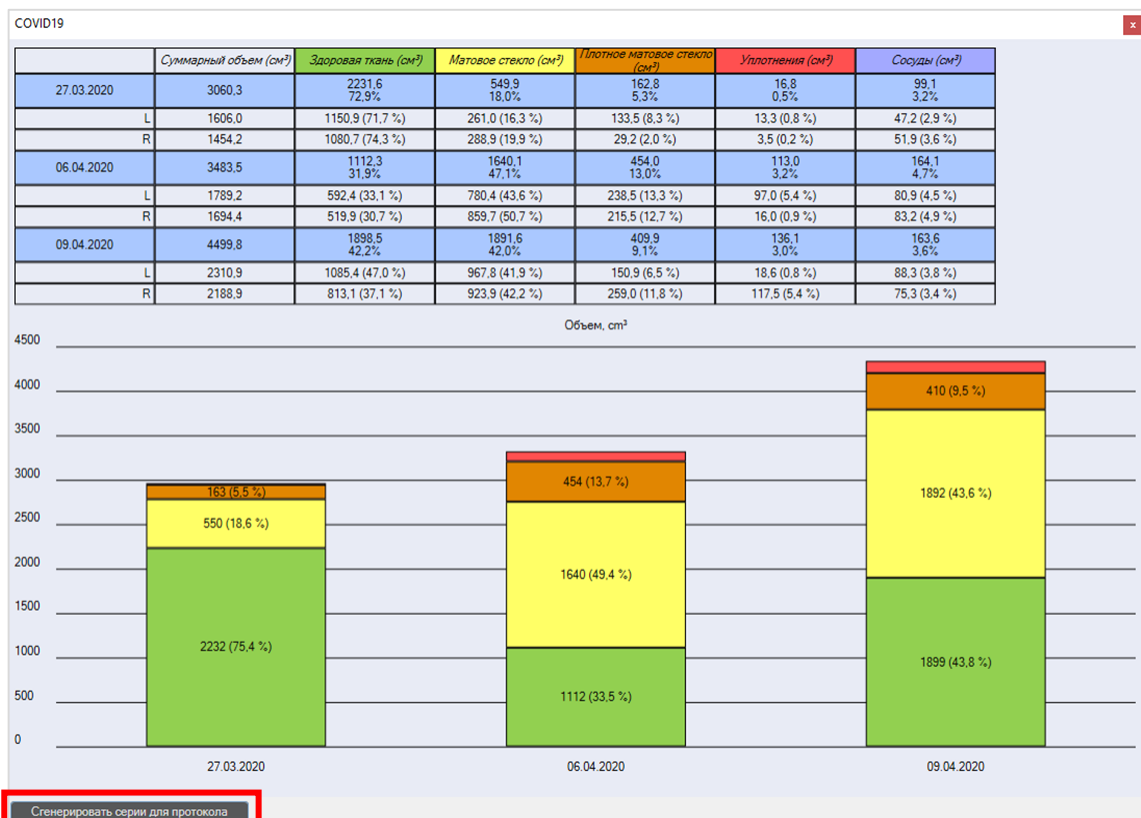 COVID19
x
Суммарный объем (см³) Здоровая ткань (см³) Матовое стекло (см³) Плотное матовое стекло (см³) Уплотнения (см³) Сосуды (см³)
27.03.2020 3060,3 2231,6 72,9% 549,9 18,0% 162,8 5,3% 16,8 0,5% 99,1 3,2%
L 1606,0 1150,9 (71,7 %) 261,0 (16,3 %) 133,5 (8,3 %) 13,3 (0,8 %) 47,2 (2,9 %)
R 1454,2 1080,7 (74,3 %) 288,9 (19,9 %) 29,2 (2,0 %) 3,5 (0,2 %) 51,9 (3,6 %)
06.04.2020 3483,5 1112,3 31,9% 1640,1 47,1% 454,0 13,0% 113,0 3,2% 164,1 4,7%
L 1789,2 592,4 (33,1 %) 780,4 (43,6 %) 238,5 (13,3 %) 97,0 (5,4 %) 80,9 (4,5 %)
R 1694,4 519,9 (30,7 %) 859,7 (50,7 %) 215,5 (12,7 %) 16,0 (0,9 %) 83,2 (4,9 %)
09.04.2020 4499,8 1898,5 42,2% 1891,6 42,0% 409,9 9,1% 136,1 3,0% 163,6 3,6%
L 2310,9 1085,4 (47,0 %) 967,8 (41,9 %) 150,9 (6,5 %) 18,6 (0,8 %) 88,3 (3,8 %)
R 2188,9 813,1 (37,1 %) 923,9 (42,2 %) 259,0 (11,8 %) 117,5 (5,4 %) 75,3 (3,4 %)
Объем, cm³
4500
4000
3500
3000
2500
2000
1500
1000
500
0
163 (5,5 %)
550 (18,6 %)
2232 (75,4 %)
454 (13,7 %)
1640 (49,4 %)
1112 (33,5 %)
410 (9,5 %)
1892 (43,6 %)
1899 (43,8 %)
27.03.2020 06.04.2020 09.04.2020
Сгенерировать серии для протокола